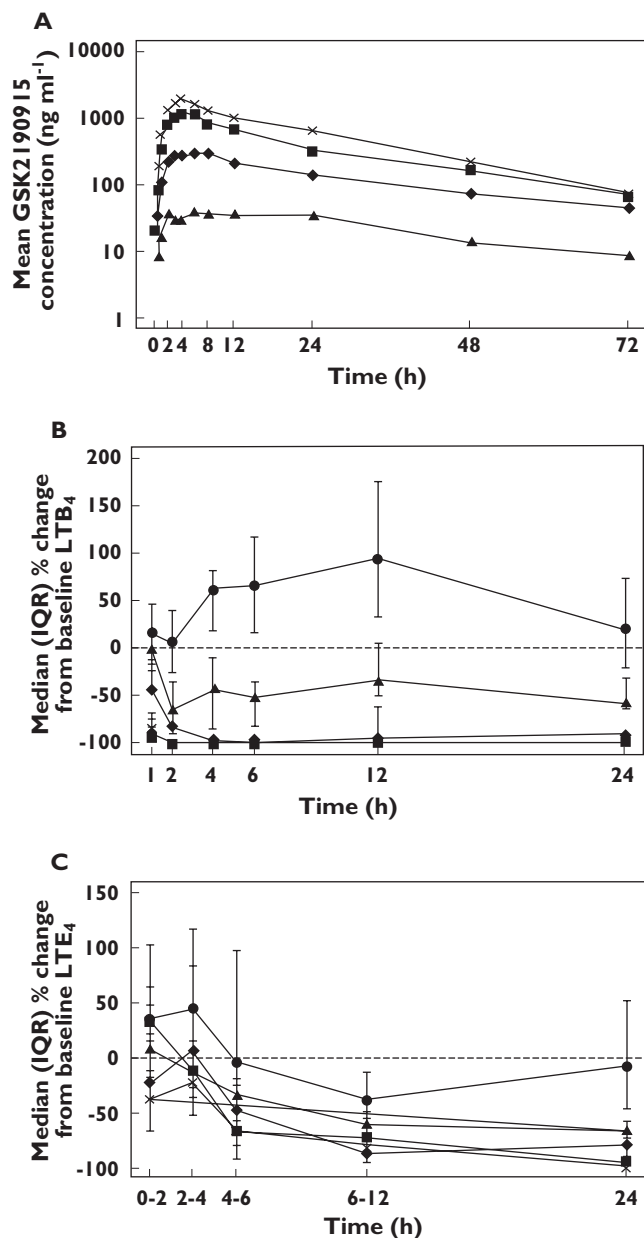 A
Mean GSK2190915
concentration (ng ml-1)
10000
1000
100
10
1
0 2 4 8 12 24 48 72
Time (h)
B
Median (IQR) % change
from baseline LTB4
200
150
100
50
0
-50
-100
1 2 4 6 12 24
Time (h)
C
Median (IQR) % change
from baseline LTE4
150
100
50
0
-50
-100
0-2 2-4 4-6 6-12 24
Time (h)